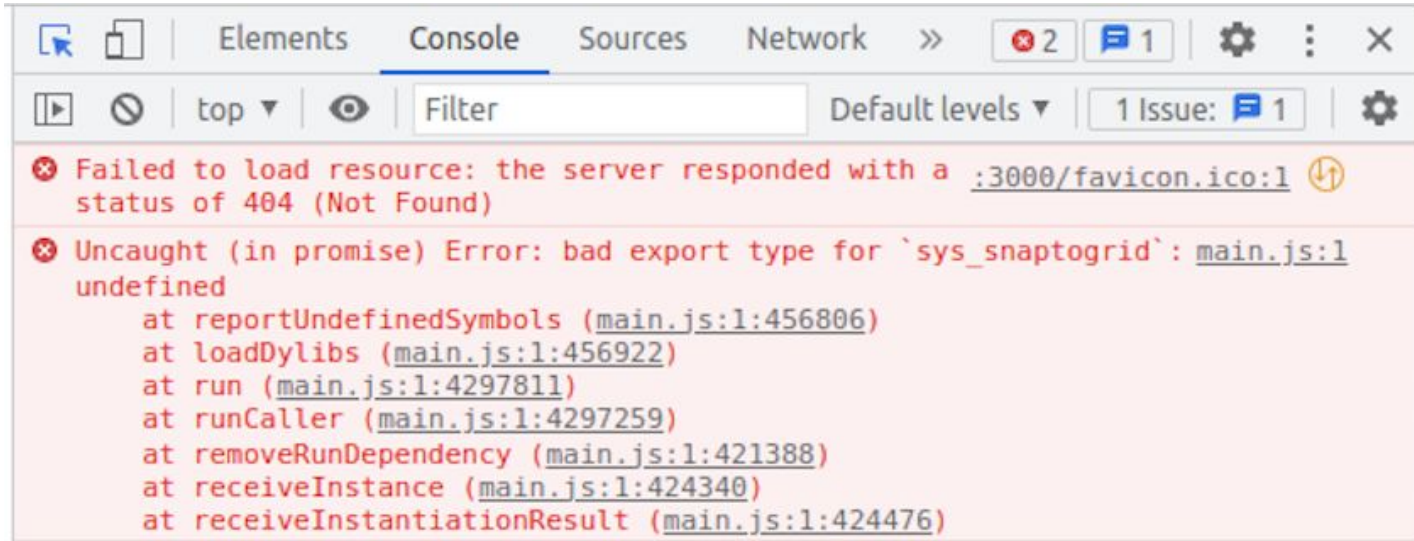 Elements Console Sources Network » 2 1
top ▼ Filter Default levels ▼ 1 Issue: 1
Failed to load resource: the server responded with a :3000/favicon.ico:1
status of 404 (Not Found)
Uncaught (in promise) Error: bad export type for `sys_snaptogrid`: main.js:1
undefined
at reportUndefinedSymbols (main.js:1:456806)
at loadDylibs (main.js:1:456922)
at run (main.js:1:4297811)
at runCaller (main.js:1:4297259)
at removeRunDependency (main.js:1:421388)
at receiveInstance (main.js:1:424340)
at receiveInstantiationResult (main.js:1:424476)